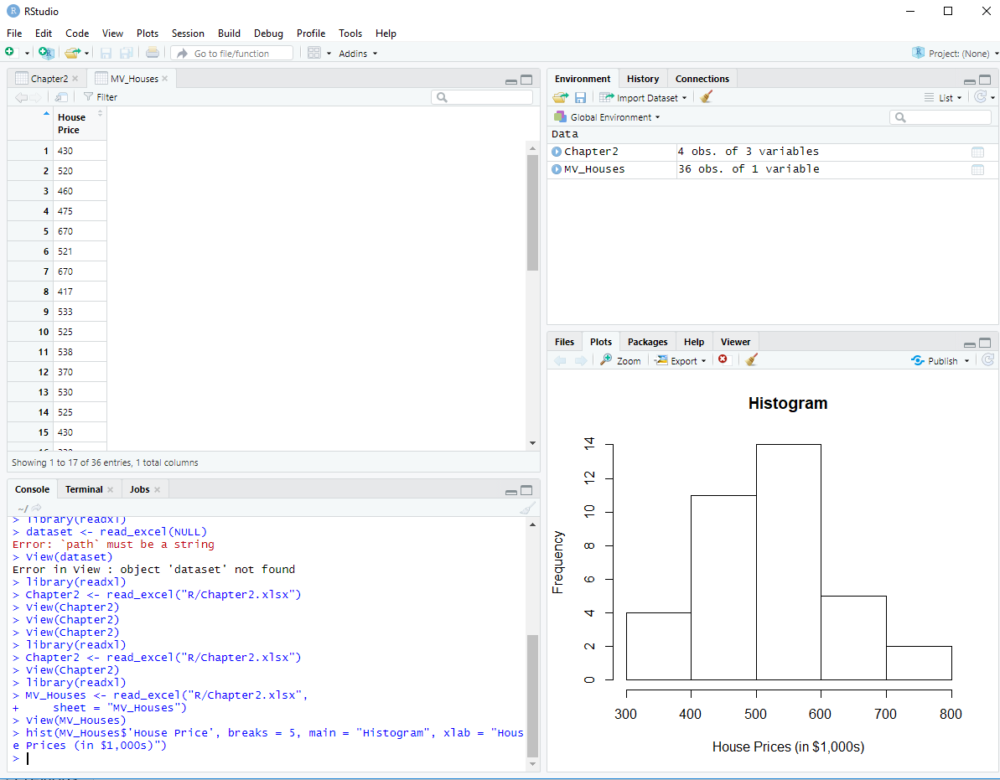 RStudio
File Edit Code View Plots Session Build Debug Profile Tools Help
Go to file/function Addins Project: (None)
Chapter2 MV_Houses
Filter
House
Price
1 430
2 520
3 460
4 475
5 670
6 521
7 670
8 417
9 533
10 525
11 538
12 370
13 530
14 525
15 430
Showing 1 to 17 of 36 entries, 1 total columns
Console Terminal Jobs
~/
> library(readxl)
> dataset <- read_excel(NULL)
Error: `path` must be a string
> View(dataset)
Error in View : object 'dataset' not found
> library(readxl)
> Chapter2 <- read_excel("R/Chapter2.xlsx")
> View(Chapter2)
> View(Chapter2)
> View(Chapter2)
> library(readxl)
> Chapter2 <- read_excel("R/Chapter2.xlsx")
> View(Chapter2)
> library(readxl)
> MV_Houses <- read_excel("R/Chapter2.xlsx",
+     sheet = "MV_Houses")
> View(MV_Houses)
> hist(MV_Houses$'House Price', breaks = 5, main = "Histogram", xlab = "Hous
e Prices (in $1,000s)")
>
Environment History Connections
Import Dataset List
Global Environment
Data
Chapter2 4 obs. of 3 variables
MV_Houses 36 obs. of 1 variable
Files Plots Packages Help Viewer
Zoom Export Publish
Histogram
Frequency
14
12
10
8
6
4
2
0
300 400 500 600 700 800
House Prices (in $1,000s)